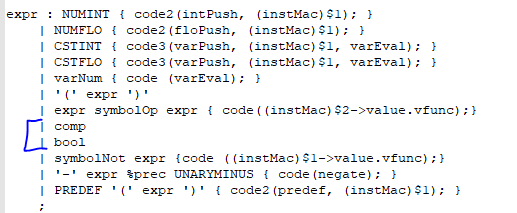 expr : NUMINT { code2(intPush, (instMac)$1); }
| NUMFLO { code2(floPush, (instMac)$1); }
| CSTINT { code3(varPush, (instMac)$1, varEval); }
| CSTFLO { code3(varPush, (instMac)$1, varEval); }
| varNum { code (varEval); }
| '(' expr ')'
| expr symbolOp expr { code((instMac)$2->value.vfunc);}
| comp
| bool
| symbolNot expr {code ((instMac)$1->value.vfunc);}
| '-' expr %prec UNARYMINUS { code(negate); }
| PREDEF '(' expr ')' { code2(predef, (instMac)$1); }
;